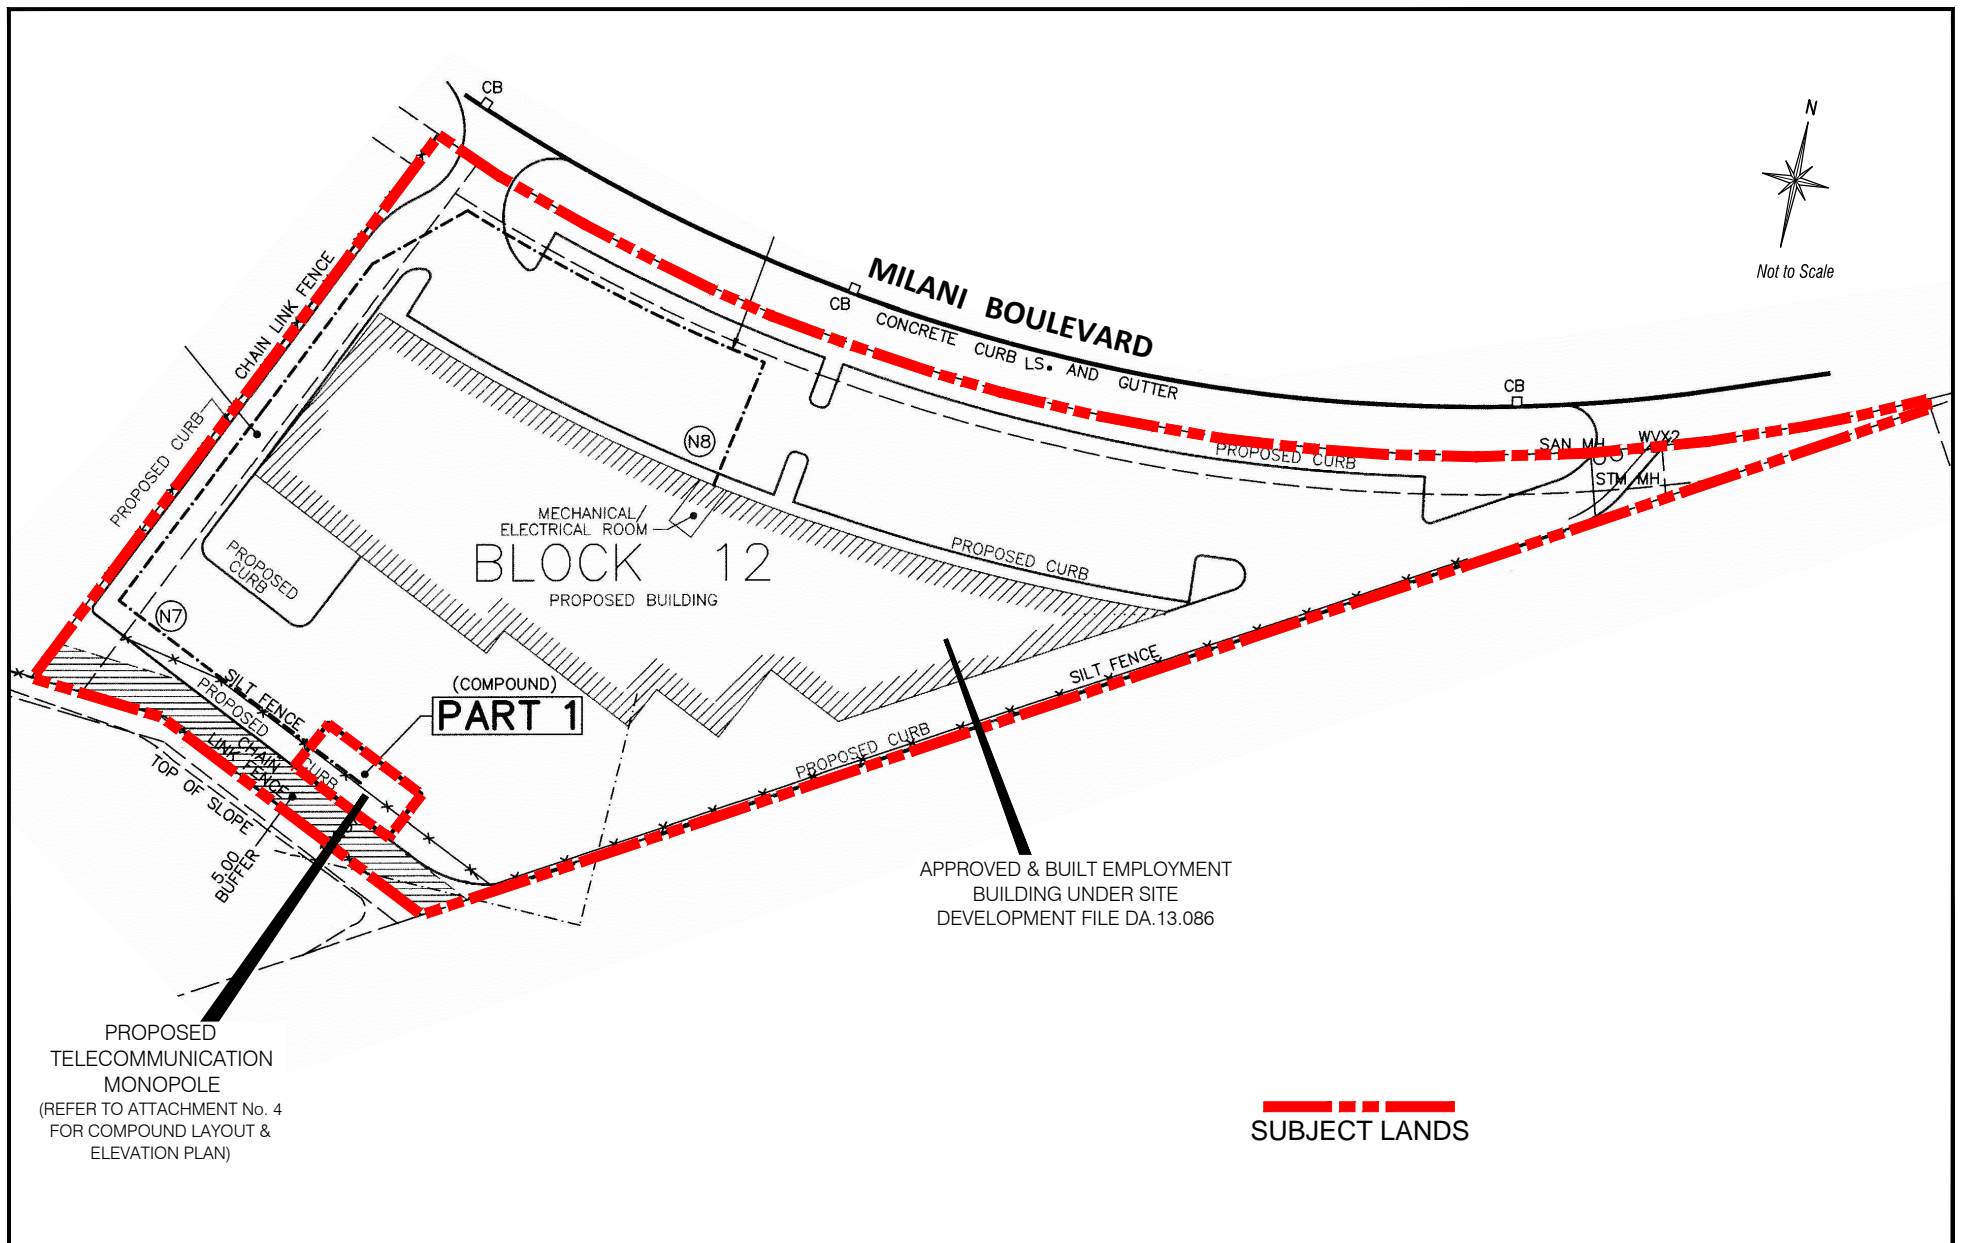 CB
N
Not to Scale
MILANI BOULEVARD
CB
CONCRETE CURB LS. AND GUTTER
CB
CHAIN LINK FENCE
PROPOSED CURB
N8
SAN MH
WVX2
PROPOSED CURB
STM MH
MECHANICAL/
ELECTRICAL ROOM
BLOCK 12
PROPOSED BUILDING
PROPOSED CURB
PROPOSED
CURB
N7
SILT FENCE
SILT FENCE
PROPOSED CURB
(COMPOUND)
PART 1
CHAIN
LINK FENCE
PROPOSED CURB
TOP OF SLOPE
5.00
BUFFER
APPROVED & BUILT EMPLOYMENT
BUILDING UNDER SITE
DEVELOPMENT FILE DA.13.086
PROPOSED
TELECOMMUNICATION
MONOPOLE
(REFER TO ATTACHMENT No. 4
FOR COMPOUND LAYOUT &
ELEVATION PLAN)
SUBJECT LANDS